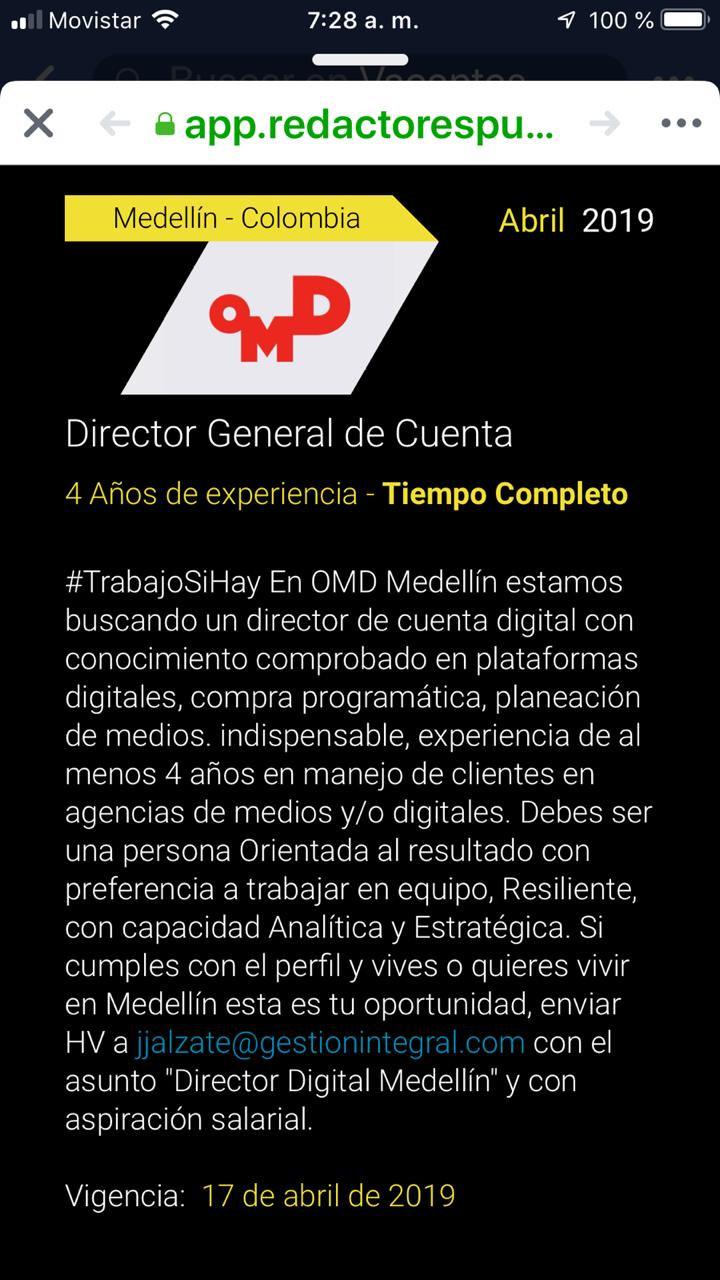 Movistar 7:28 a. m. 100 %
app.redactorespu...
Medellín - Colombia
Abril 2019
OMD
Director General de Cuenta
4 Años de experiencia - Tiempo Completo
#TrabajoSiHay En OMD Medellín estamos
buscando un director de cuenta digital con
conocimiento comprobado en plataformas
digitales, compra programática, planeación
de medios. indispensable, experiencia de al
menos 4 años en manejo de clientes en
agencias de medios y/o digitales. Debes ser
una persona Orientada al resultado con
preferencia a trabajar en equipo, Resiliente,
con capacidad Analítica y Estratégica. Si
cumples con el perfil y vives o quieres vivir
en Medellín esta es tu oportunidad, enviar
HV a jjalzate@gestionintegral.com con el
asunto "Director Digital Medellín" y con
aspiración salarial.
Vigencia: 17 de abril de 2019